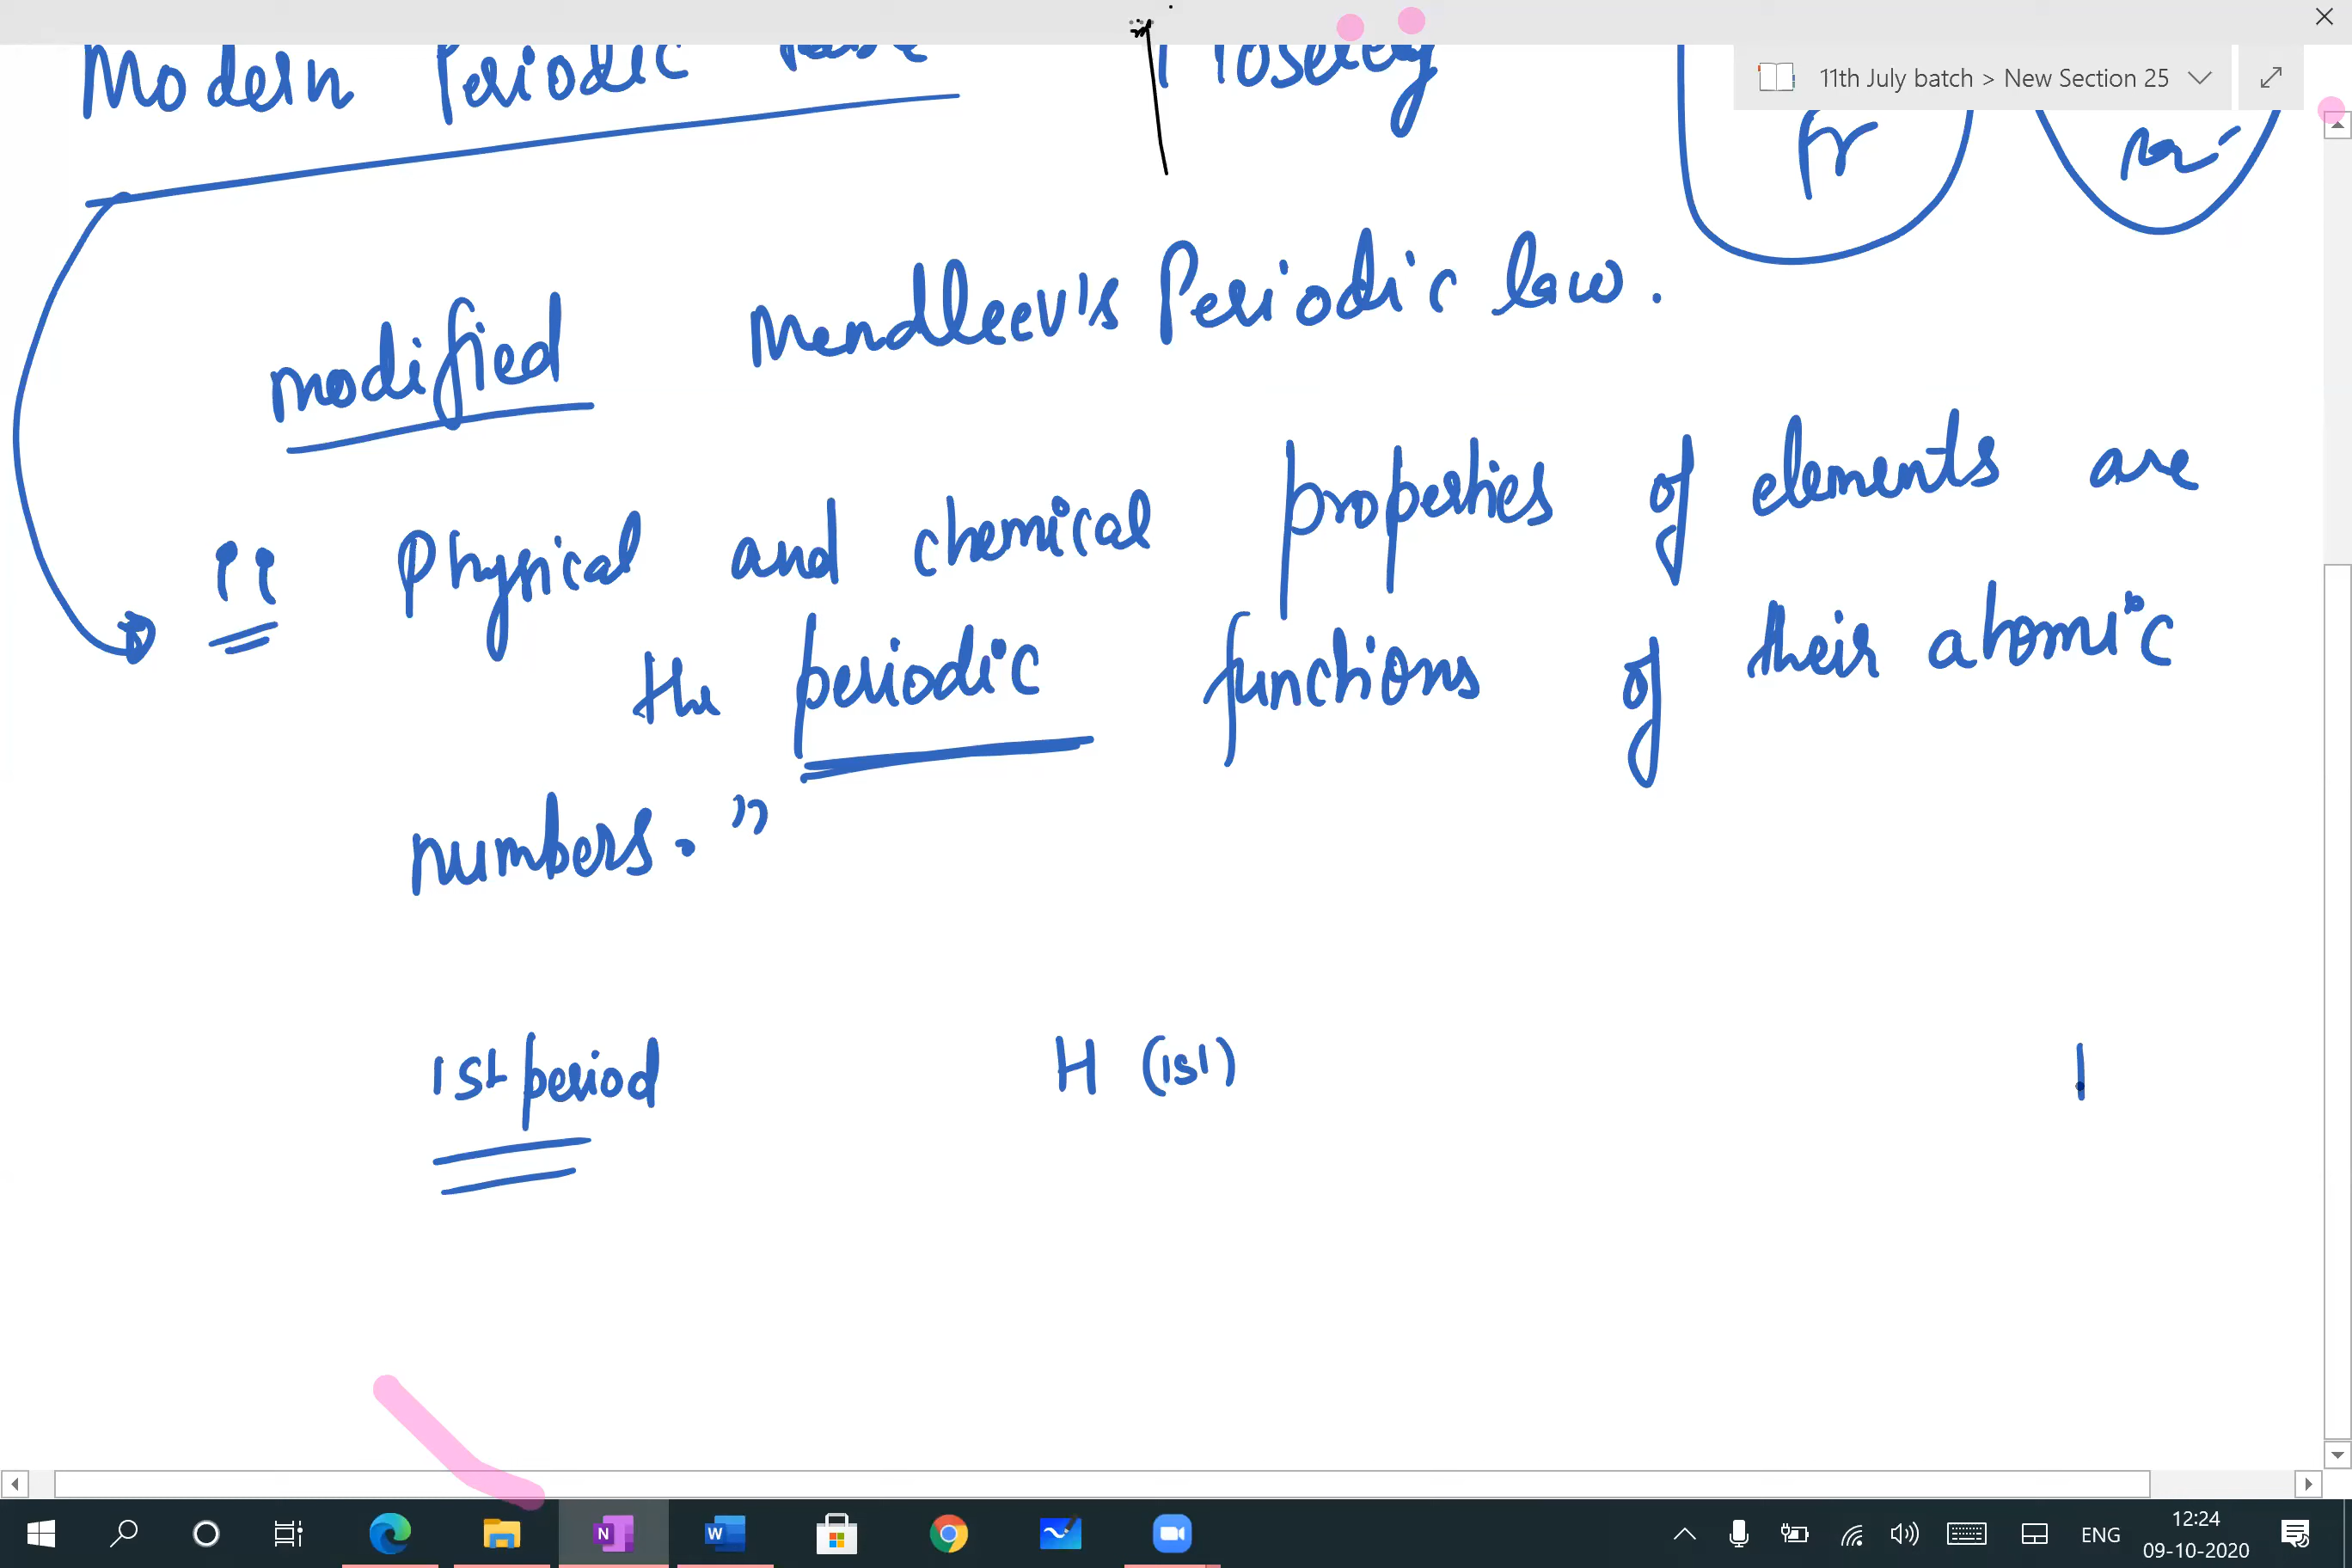 Modern Periodic
11th July batch > New Section 25
modified Mendleev's Periodic law.
" Physical and chemical properties of elements are
the periodic functions of their atomic
numbers. "
1st period H (1s1) 1
ENG
12:24
09-10-2020